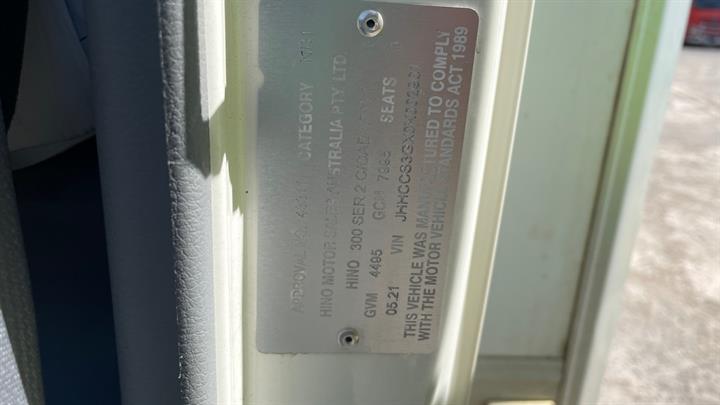 APPROVAL NO. CATEGORY
HINO MOTOR SALES AUSTRALIA PTY LTD
HINO 300 SER.2 C/CAB
GVM 4495 GCM 7995 SEATS
05.21 VIN
THIS VEHICLE WAS MANUFACTURED TO COMPLY
WITH THE MOTOR VEHICLE STANDARDS ACT 1989